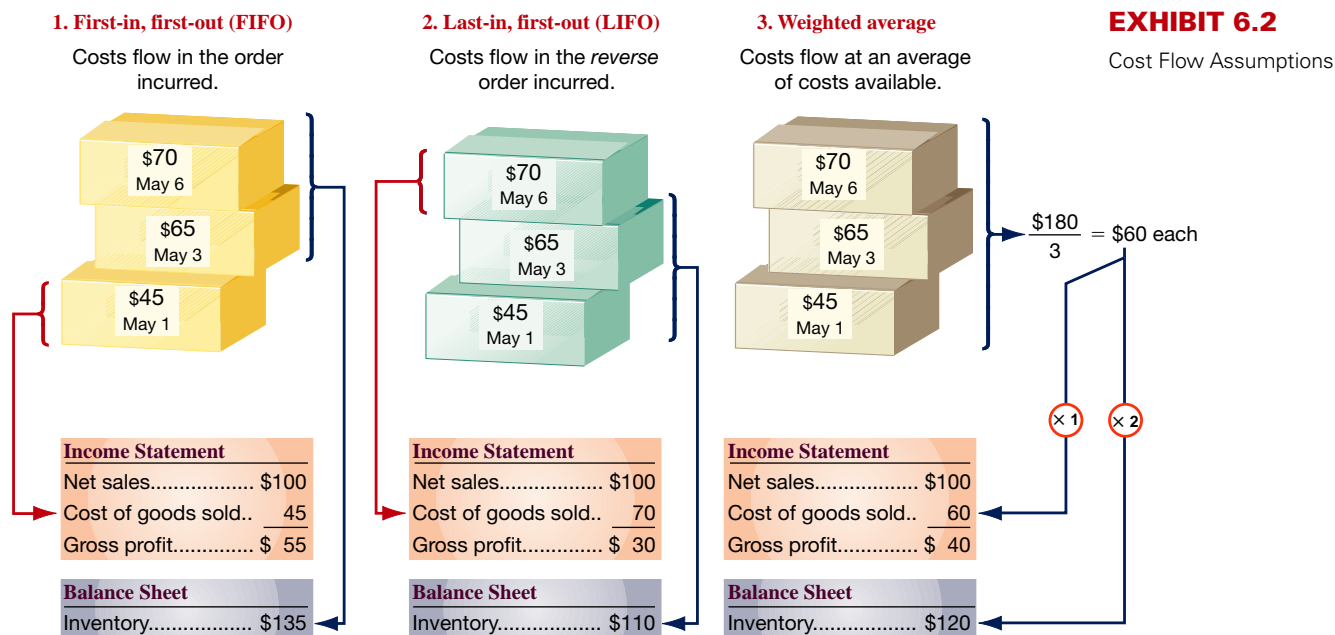 1. First-in, first-out (FIFO)
Costs flow in the order
incurred.
$70
May 6
$65
May 3
$45
May 1
Income Statement
Net sales.................. $100
Cost of goods sold.. 45
Gross profit.............. $ 55
Balance Sheet
Inventory.................. $135
2. Last-in, first-out (LIFO)
Costs flow in the reverse
order incurred.
$70
May 6
$65
May 3
$45
May 1
Income Statement
Net sales.................. $100
Cost of goods sold.. 70
Gross profit.............. $ 30
Balance Sheet
Inventory.................. $110
3. Weighted average
Costs flow at an average
of costs available.
$70
May 6
$65
May 3
$45
May 1
$180
3
= $60 each
× 1
× 2
Income Statement
Net sales.................. $100
Cost of goods sold.. 60
Gross profit.............. $ 40
Balance Sheet
Inventory.................. $120
EXHIBIT 6.2
Cost Flow Assumptions